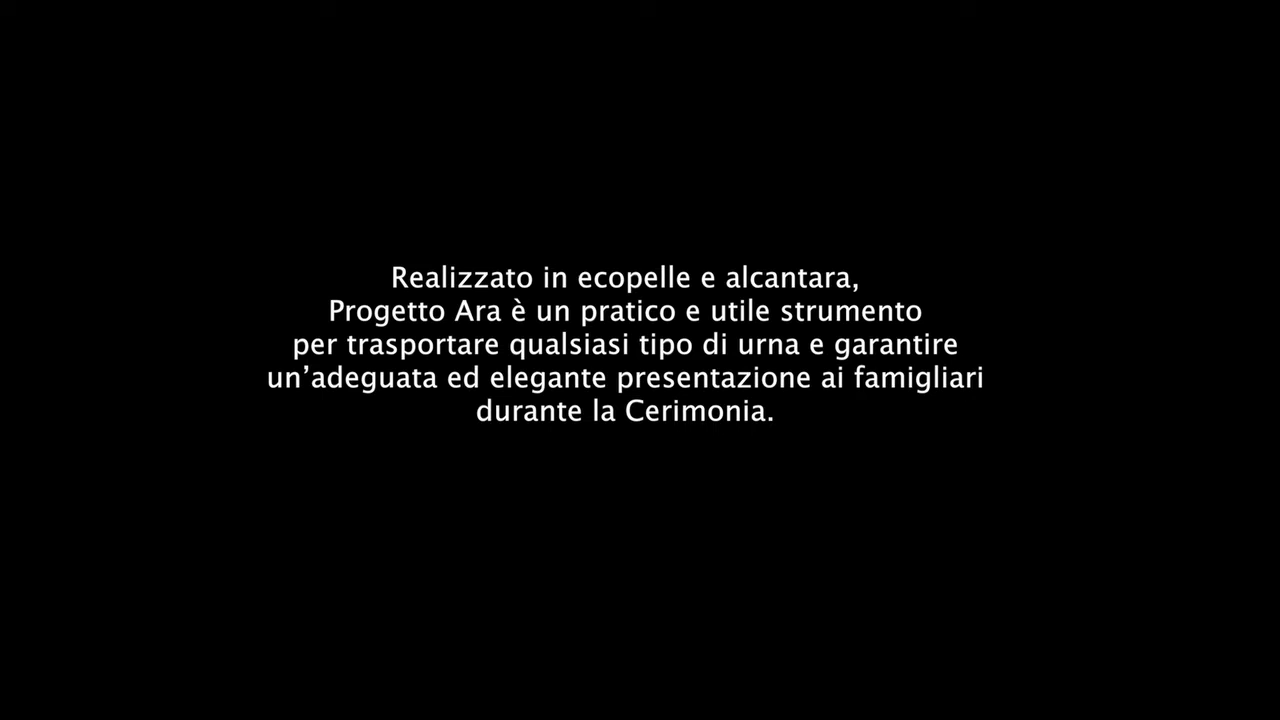 Realizzato in ecopelle e alcantara,
Progetto Ara è un pratico e utile strumento
per trasportare qualsiasi tipo di urna e garantire
un’adeguata ed elegante presentazione ai famigliari
durante la Cerimonia.